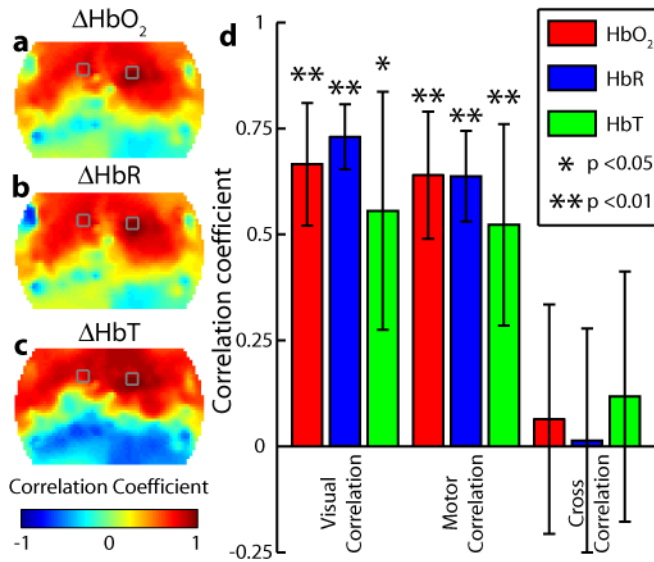 a
ΔHbO₂
b
ΔHbR
c
ΔHbT
Correlation Coefficient
-1
0
1
d
Correlation coefficient
1
0.75
0.5
0.25
0
-0.25
**
**
*
**
**
**
Visual
Correlation
Motor
Correlation
Cross
Correlation
HbO₂
HbR
HbT
* p <0.05
** p <0.01